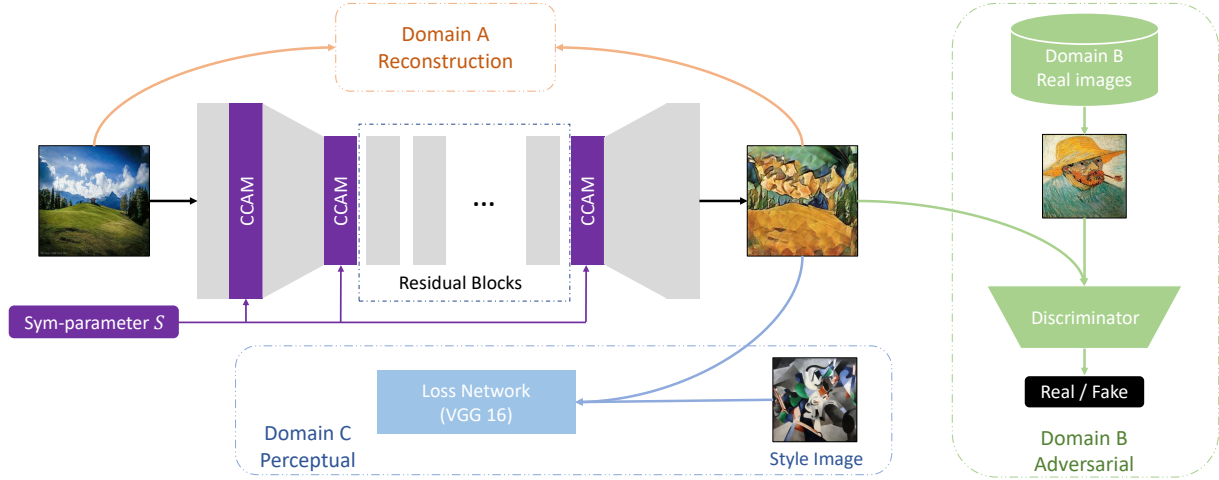 Domain A
Reconstruction
Domain B
Real images
CCAM
CCAM
...
CCAM
Residual Blocks
Sym-parameter S
Discriminator
Loss Network
(VGG 16)
Real / Fake
Domain C
Perceptual
Style Image
Domain B
Adversarial